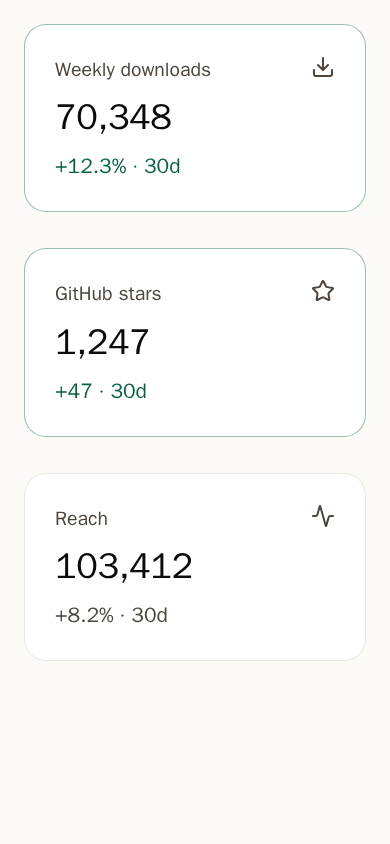 Weekly downloads
70,348
+12.3% · 30d
GitHub stars
1,247
+47 · 30d
Reach
103,412
+8.2% · 30d